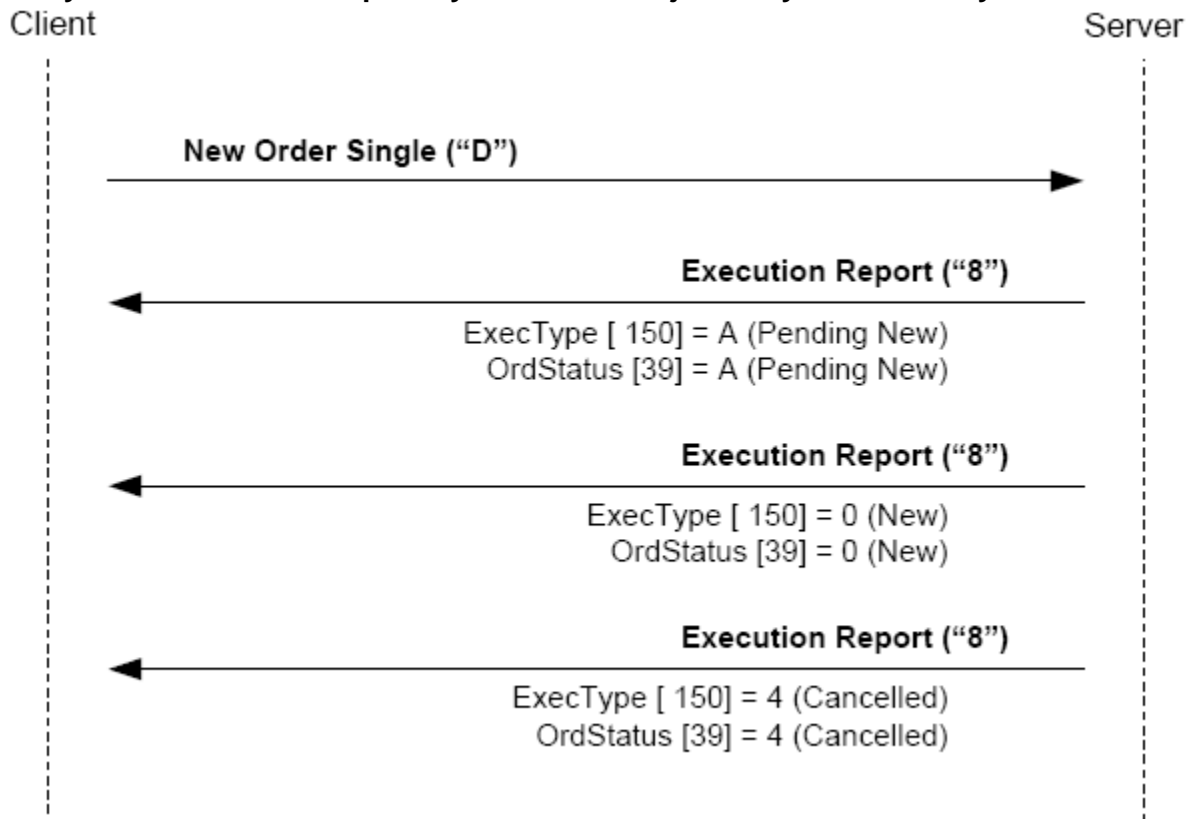 Client
Server
New Order Single (“D”)
Execution Report (“8”)
ExecType [ 150] = A (Pending New)
OrdStatus [39] = A (Pending New)
Execution Report (“8”)
ExecType [ 150] = 0 (New)
OrdStatus [39] = 0 (New)
Execution Report (“8”)
ExecType [ 150] = 4 (Cancelled)
OrdStatus [39] = 4 (Cancelled)